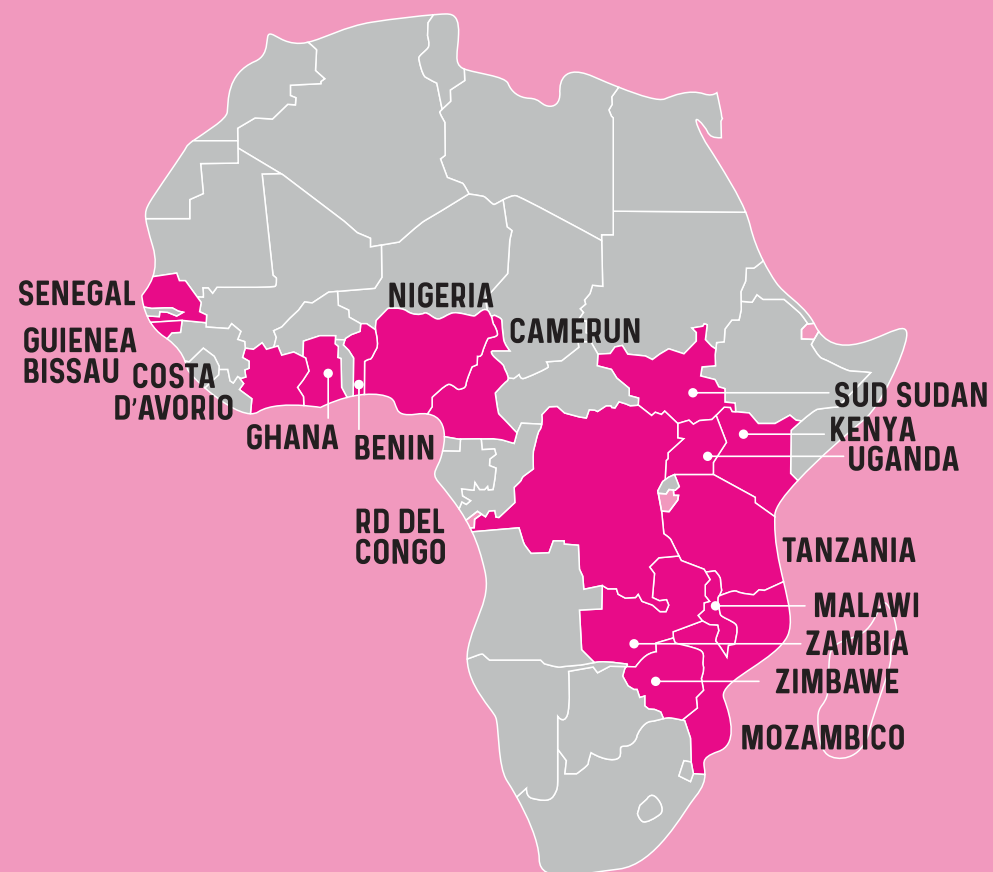 SENEGAL
GUIENEA
BISSAU
COSTA
D'AVORIO
GHANA
BENIN
NIGERIA
CAMERUN
RD DEL
CONGO
SUD SUDAN
KENYA
UGANDA
TANZANIA
MALAWI
ZAMBIA
ZIMBAWE
MOZAMBICO